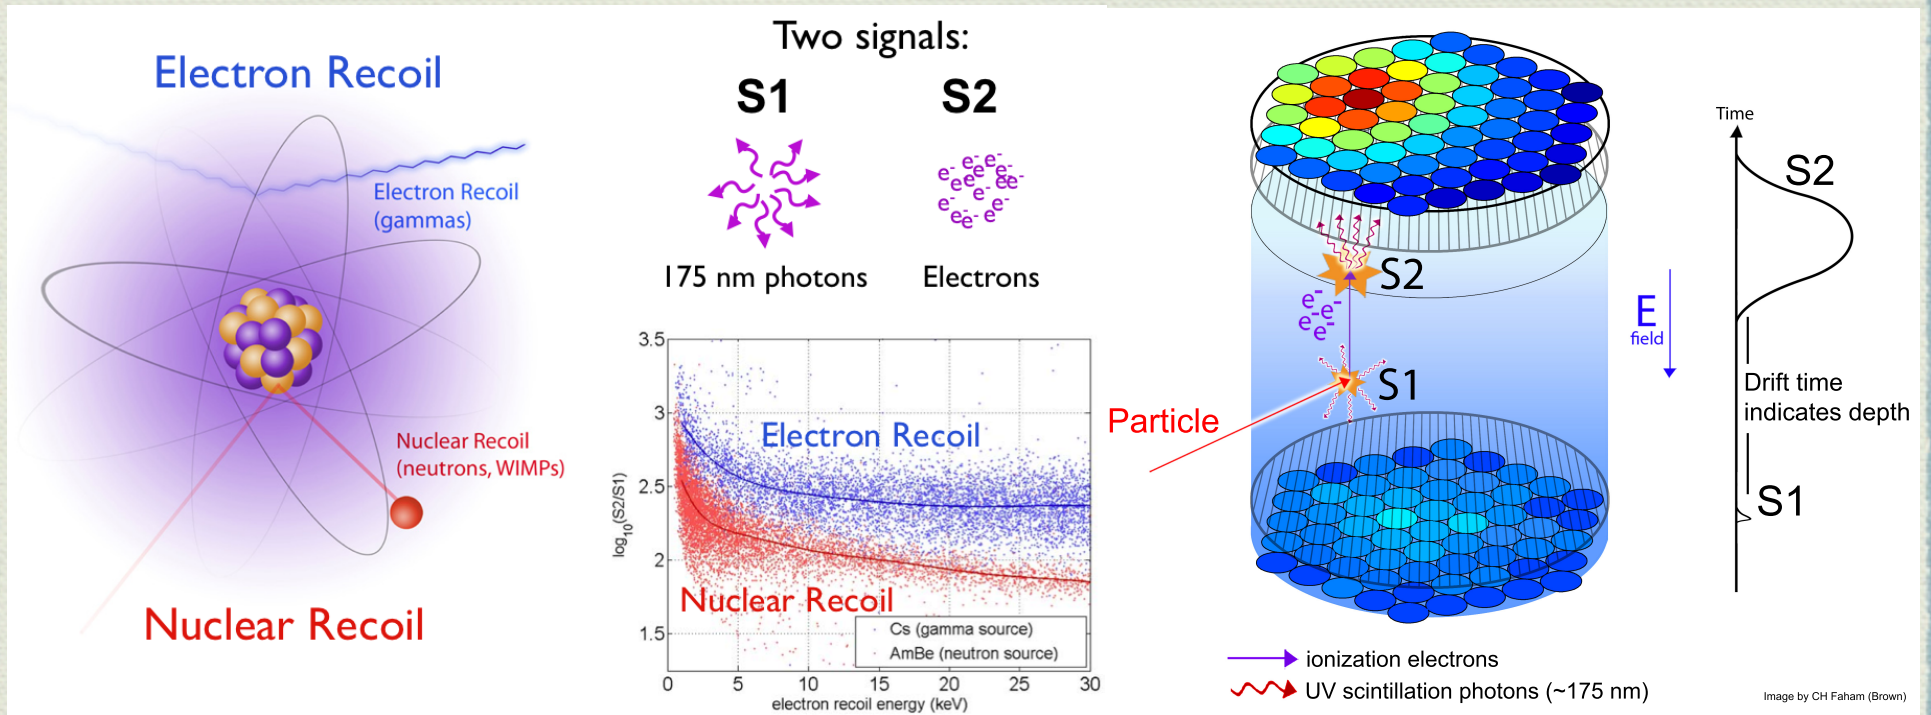 Electron Recoil
Electron Recoil
(gammas)
Nuclear Recoil
(neutrons, WIMPs)
Nuclear Recoil
Two signals:
S1
S2
e- e- e- e- e- e- e- e- e- e- e- e-
175 nm photons
Electrons
3.5
3
2.5
2
1.5
log10(S2/S1)
Electron Recoil
Nuclear Recoil
Cs (gamma source)
AmBe (neutron source)
0 5 10 15 20 25 30
electron recoil energy (keV)
Particle
S2
e-
e- e-
e- e-
S1
E
field
ionization electrons
UV scintillation photons (~175 nm)
Time
S2
Drift time
indicates depth
S1
Image by CH Faham (Brown)